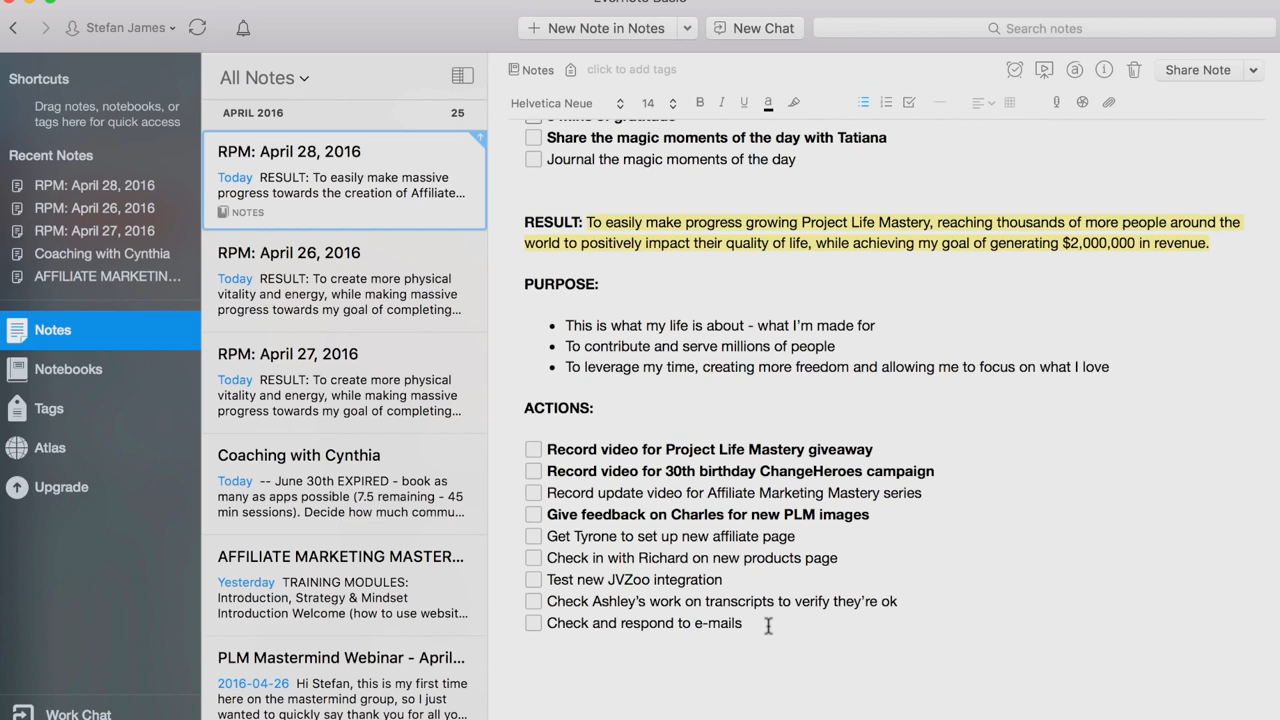 Evernote Basic
Stefan James
New Note in Notes
New Chat
Search notes
Shortcuts
Drag notes, notebooks, or
tags here for quick access
Recent Notes
RPM: April 28, 2016
RPM: April 26, 2016
RPM: April 27, 2016
Coaching with Cynthia
AFFILIATE MARKETIN...
Notes
Notebooks
Tags
Atlas
Upgrade
Work Chat
All Notes
APRIL 2016 25
RPM: April 28, 2016
Today RESULT: To easily make massive
progress towards the creation of Affiliate...
NOTES
RPM: April 26, 2016
Today RESULT: To create more physical
vitality and energy, while making massive
progress towards my goal of completing...
RPM: April 27, 2016
Today RESULT: To create more physical
vitality and energy, while making massive
progress towards my goal of completing...
Coaching with Cynthia
Today -- June 30th EXPIRED - book as
many as apps possible (7.5 remaining - 45
min sessions). Decide how much commu...
AFFILIATE MARKETING MASTER...
Yesterday TRAINING MODULES:
Introduction, Strategy & Mindset
Introduction Welcome (how to use websit...
PLM Mastermind Webinar - April...
2016-04-26 Hi Stefan, this is my first time
here on the mastermind group, so I just
wanted to quickly say thank you for all yo...
Notes
click to add tags
Share Note
Helvetica Neue 14 B I U a
mins of gratitude
Share the magic moments of the day with Tatiana
Journal the magic moments of the day
RESULT: To easily make progress growing Project Life Mastery, reaching thousands of more people around the
world to positively impact their quality of life, while achieving my goal of generating $2,000,000 in revenue.
PURPOSE:
• This is what my life is about - what I'm made for
• To contribute and serve millions of people
• To leverage my time, creating more freedom and allowing me to focus on what I love
ACTIONS:
Record video for Project Life Mastery giveaway
Record video for 30th birthday ChangeHeroes campaign
Record update video for Affiliate Marketing Mastery series
Give feedback on Charles for new PLM images
Get Tyrone to set up new affiliate page
Check in with Richard on new products page
Test new JVZoo integration
Check Ashley's work on transcripts to verify they're ok
Check and respond to e-mails